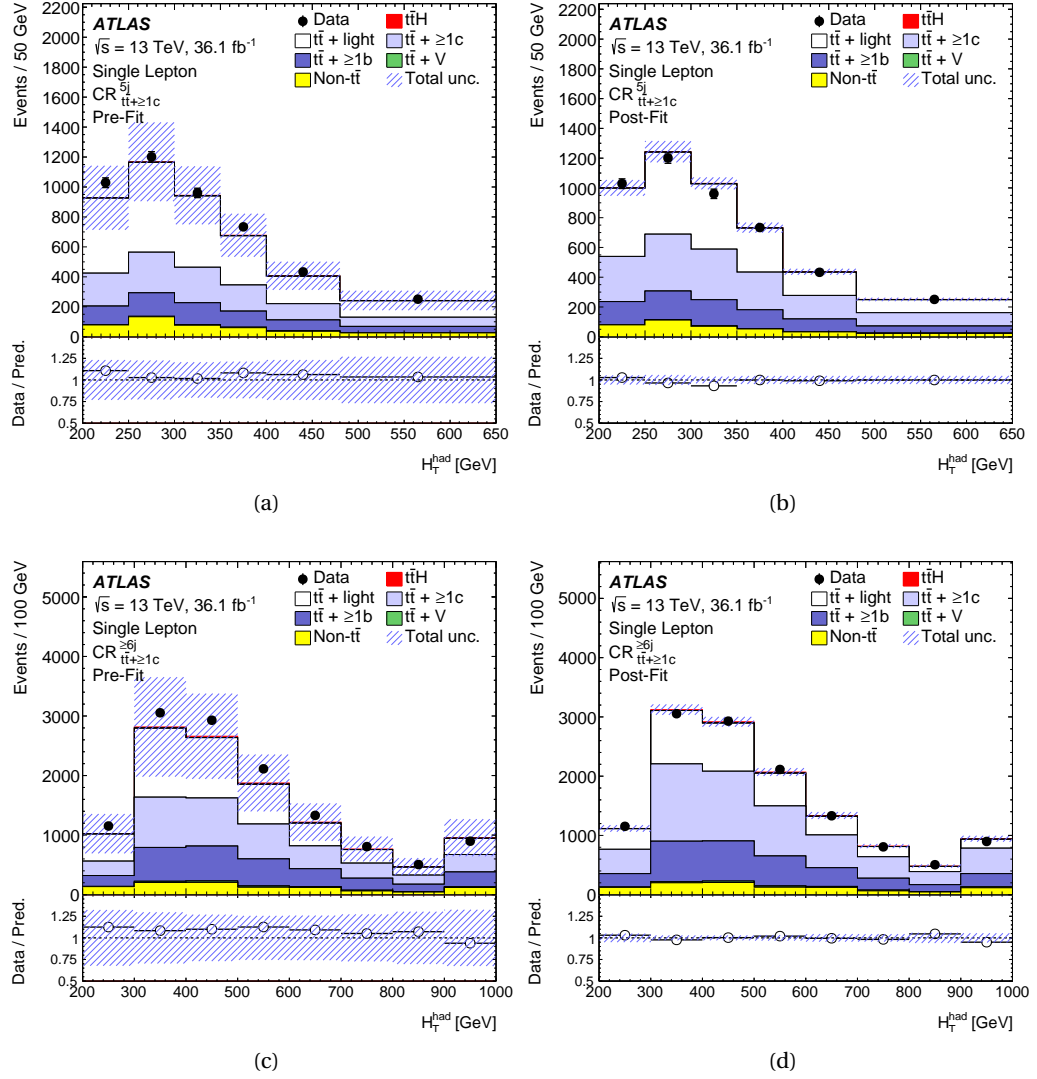 Events / 50 GeV
2200
2000
1800
1600
1400
1200
1000
800
600
400
200
0
ATLAS
√s = 13 TeV, 36.1 fb⁻¹
Single Lepton
CR⁵ʲ tt̄+≥1c
Pre-Fit
Data
tt̄H
tt̄ + light
tt̄ + ≥1c
tt̄ + ≥1b
tt̄ + V
Non-tt̄
Total unc.
Data / Pred.
1.25
1
0.75
0.5
200 250 300 350 400 450 500 550 600 650
H_T^had [GeV]
(a)
Events / 50 GeV
2200
2000
1800
1600
1400
1200
1000
800
600
400
200
0
ATLAS
√s = 13 TeV, 36.1 fb⁻¹
Single Lepton
CR⁵ʲ tt̄+≥1c
Post-Fit
Data
tt̄H
tt̄ + light
tt̄ + ≥1c
tt̄ + ≥1b
tt̄ + V
Non-tt̄
Total unc.
Data / Pred.
1.25
1
0.75
0.5
200 250 300 350 400 450 500 550 600 650
H_T^had [GeV]
(b)
Events / 100 GeV
5000
4000
3000
2000
1000
0
ATLAS
√s = 13 TeV, 36.1 fb⁻¹
Single Lepton
CR^≥6j tt̄+≥1c
Pre-Fit
Data
tt̄H
tt̄ + light
tt̄ + ≥1c
tt̄ + ≥1b
tt̄ + V
Non-tt̄
Total unc.
Data / Pred.
1.25
1
0.75
0.5
200 300 400 500 600 700 800 900 1000
H_T^had [GeV]
(c)
Events / 100 GeV
5000
4000
3000
2000
1000
0
ATLAS
√s = 13 TeV, 36.1 fb⁻¹
Single Lepton
CR^≥6j tt̄+≥1c
Post-Fit
Data
tt̄H
tt̄ + light
tt̄ + ≥1c
tt̄ + ≥1b
tt̄ + V
Non-tt̄
Total unc.
Data / Pred.
1.25
1
0.75
0.5
200 300 400 500 600 700 800 900 1000
H_T^had [GeV]
(d)